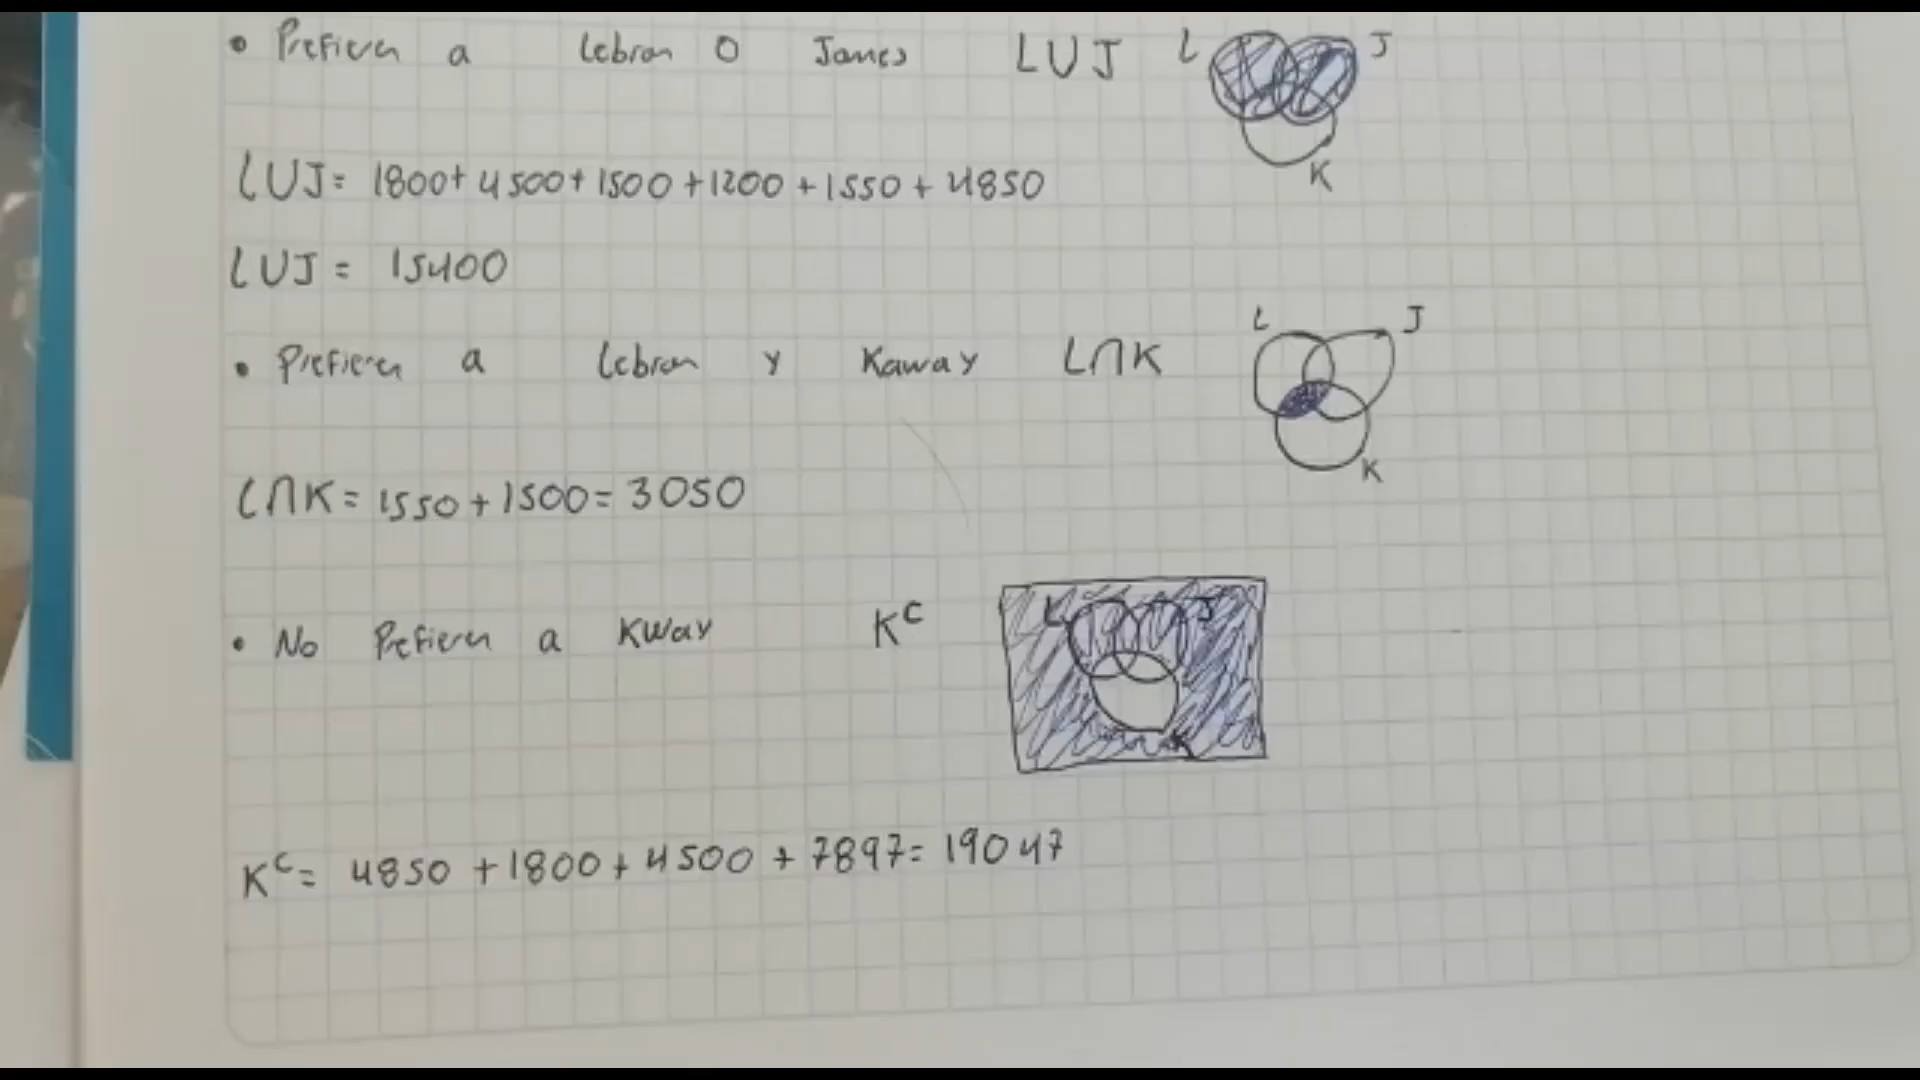 • Prefieren a Lebron O James LUJ L J
K
LUJ= 1800+4500+1500+1200+1550+4850
LUJ= 15400
L J
• Prefieren a Lebron y Kaway L∩K
K
L∩K= 1550+1500=3050
L J
• No Prefieren a Kway K^C
K
K^C= 4850+1800+4500+7897=19047